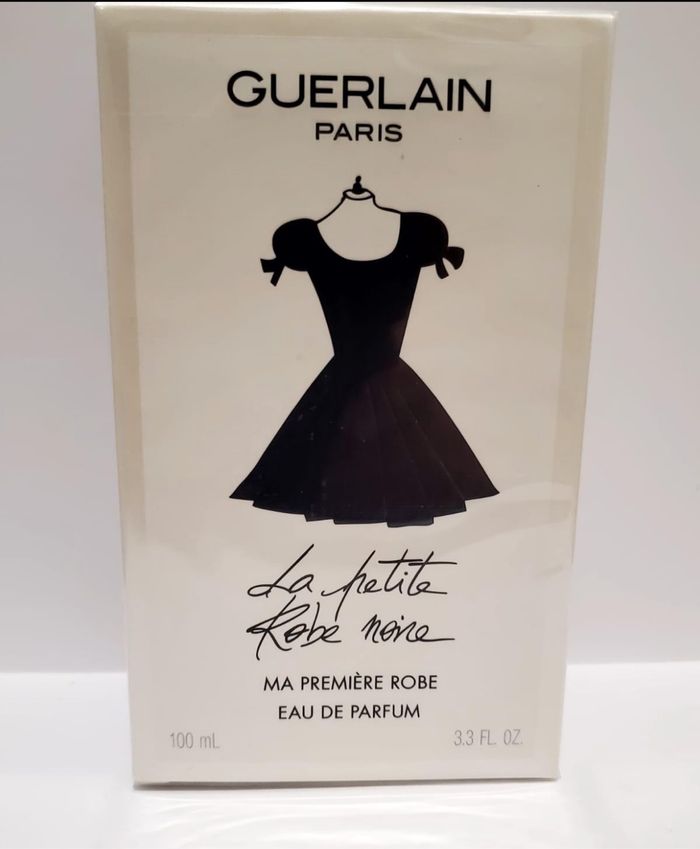 GUERLAIN
PARIS
La petite
Robe noire
MA PREMIÈRE ROBE
EAU DE PARFUM
100 mL 3.3 FL. OZ.